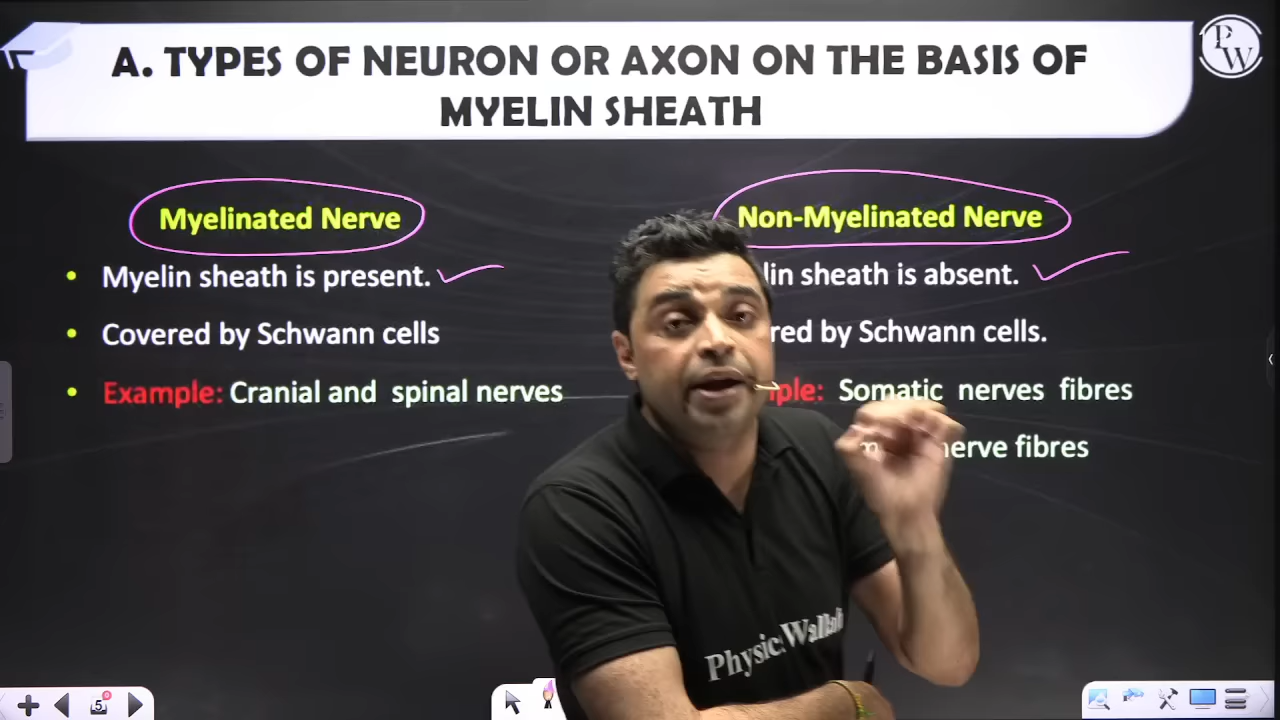 A. TYPES OF NEURON OR AXON ON THE BASIS OF
MYELIN SHEATH
PW
Myelinated Nerve
Non-Myelinated Nerve
• Myelin sheath is present.
lin sheath is absent.
• Covered by Schwann cells
red by Schwann cells.
• Example: Cranial and spinal nerves
ple: Somatic nerves fibres
nerve fibres
Physics Wallah
5